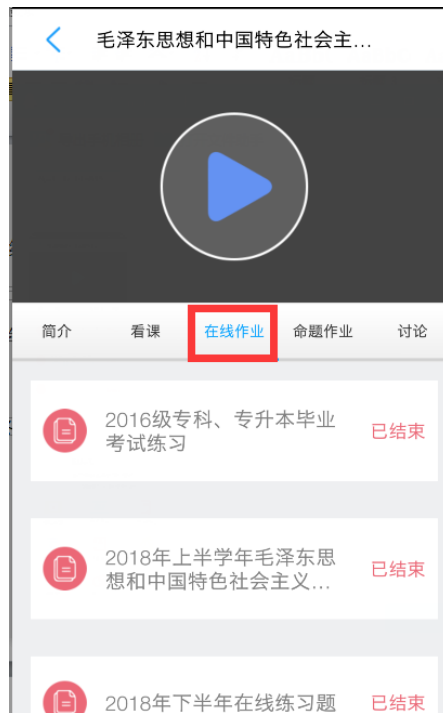 毛泽东思想和中国特色社会主...
简介 看课 在线作业 命题作业 讨论
2016级专科、专升本毕业
考试练习
已结束
2018年上半学年毛泽东思
想和中国特色社会主义...
已结束
2018年下半年在线练习题
已结束